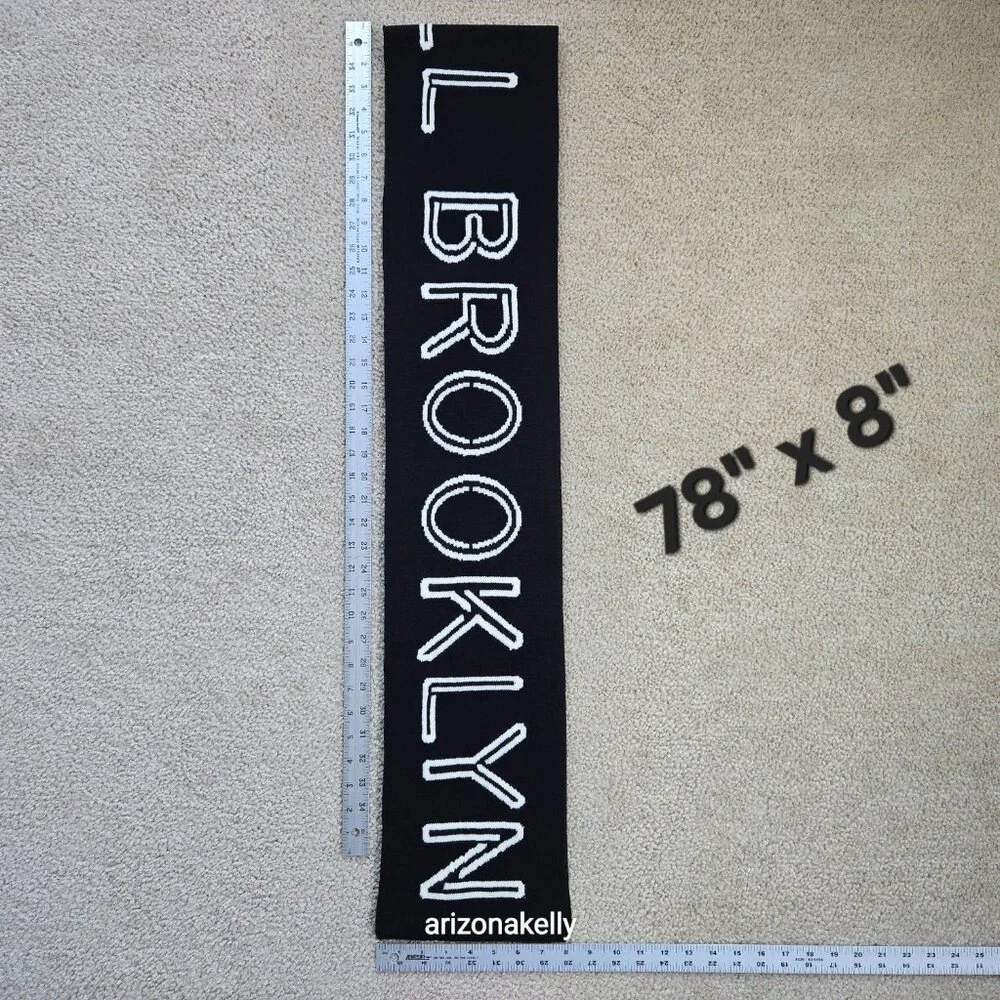 L BROOKLYN
78" x 8"
arizonakelly